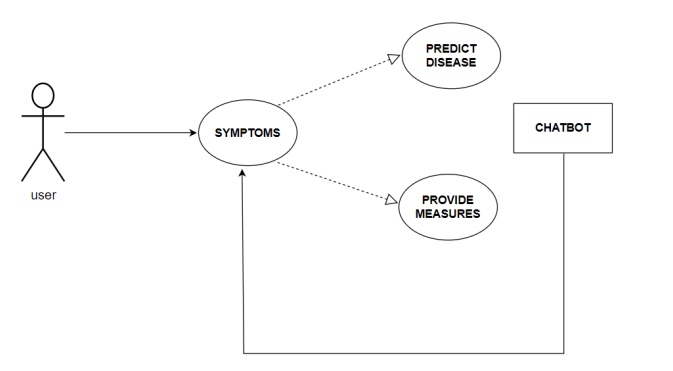 PREDICT
DISEASE
CHATBOT
SYMPTOMS
user
PROVIDE
MEASURES